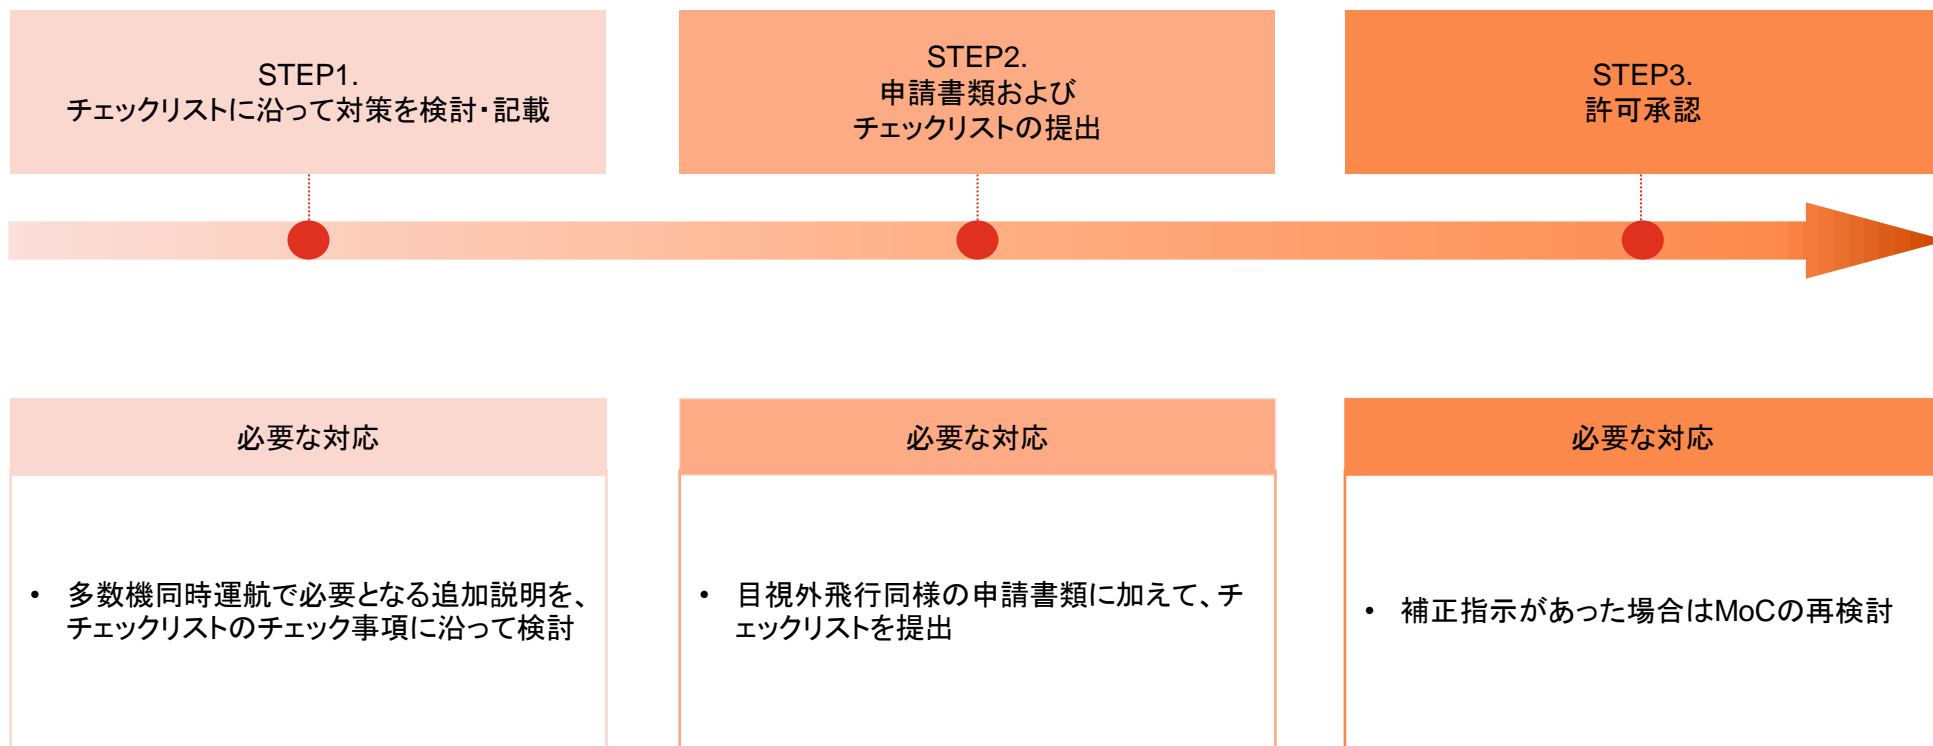 STEP1.
チェックリストに沿って対策を検討・記載
STEP2.
申請書類および
チェックリストの提出
STEP3.
許可承認
必要な対応
• 多数機同時運航で必要となる追加説明を、
チェックリストのチェック事項に沿って検討
必要な対応
• 目視外飛行同様の申請書類に加えて、チ
ェックリストを提出
必要な対応
• 補正指示があった場合はMoCの再検討